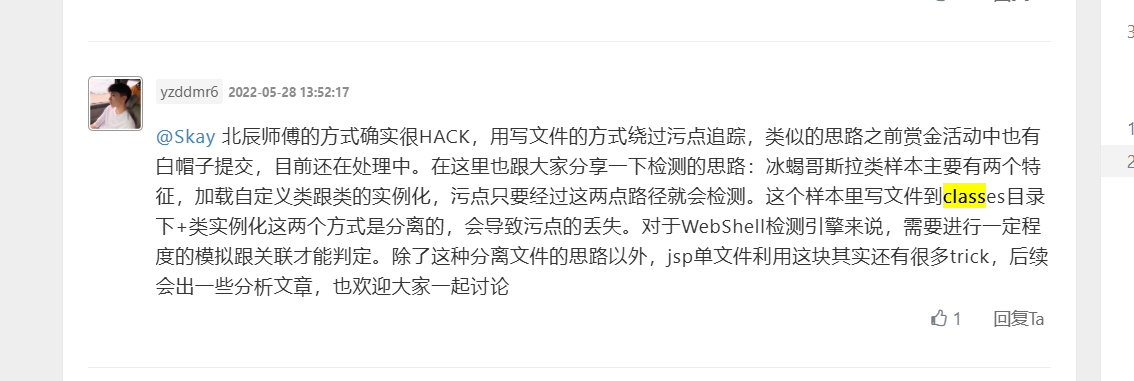 yzddmr6 2022-05-28 13:52:17
@Skay 北辰师傅的方式确实很HACK，用写文件的方式绕过污点追踪，类似的思路之前赏金活动中也有
白帽子提交，目前还在处理中。在这里也跟大家分享一下检测的思路：冰蝎哥斯拉类样本主要有两个特
征，加载自定义类跟类的实例化，污点只要经过这两点路径就会检测。这个样本里写文件到classes目录
下+类实例化这两个方式是分离的，会导致污点的丢失。对于WebShell检测引擎来说，需要进行一定程
度的模拟跟关联才能判定。除了这种分离文件的思路以外，jsp单文件利用这块其实还有很多trick，后续
会出一些分析文章，也欢迎大家一起讨论
1 回复Ta
3
1
2